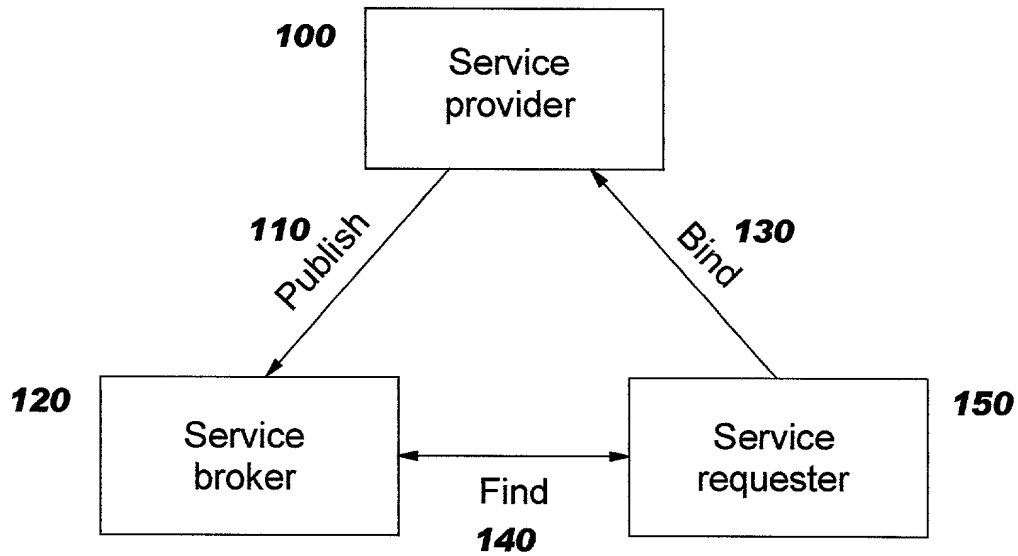 100
Service
provider
110
Publish
Bind
130
120
Service
broker
Find
140
Service
requester
150